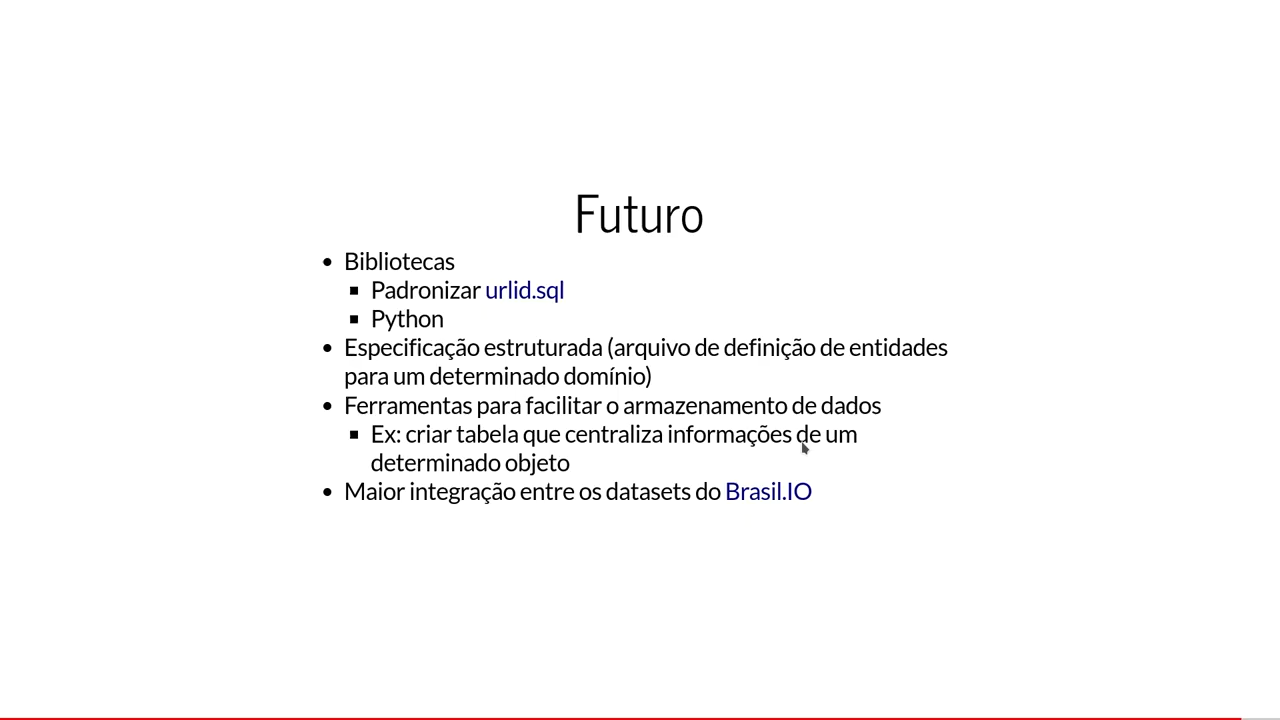 Futuro
Bibliotecas
Padronizar urlid.sql
Python
Especificação estruturada (arquivo de definição de entidades
para um determinado domínio)
Ferramentas para facilitar o armazenamento de dados
Ex: criar tabela que centraliza informações de um
determinado objeto
Maior integração entre os datasets do Brasil.IO